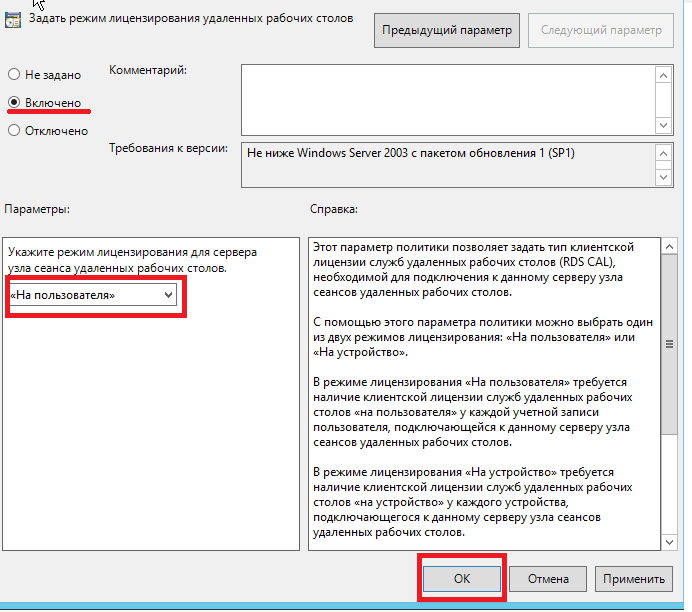 Задать режим лицензирования удаленных рабочих столов
Предыдущий параметр
Следующий параметр
Не задано
Включено
Отключено
Комментарий:
Требования к версии:
Не ниже Windows Server 2003 с пакетом обновления 1 (SP1)
Параметры:
Справка:
Укажите режим лицензирования для сервера
узла сеанса удаленных рабочих столов.
«На пользователя»
Этот параметр политики позволяет задать тип клиентской
лицензии служб удаленных рабочих столов (RDS CAL),
необходимой для подключения к данному серверу узла
сеансов удаленных рабочих столов.
С помощью этого параметра политики можно выбрать один
из двух режимов лицензирования: «На пользователя» или
«На устройство».
В режиме лицензирования «На пользователя» требуется
наличие клиентской лицензии служб удаленных рабочих
столов «на пользователя» у каждой учетной записи
пользователя, подключающейся к данному серверу узла
сеансов удаленных рабочих столов.
В режиме лицензирования «На устройство» требуется
наличие клиентской лицензии служб удаленных рабочих
столов «на устройство» у каждого устройства,
подключающегося к данному серверу узла сеансов
удаленных рабочих столов.
ОК
Отмена
Применить